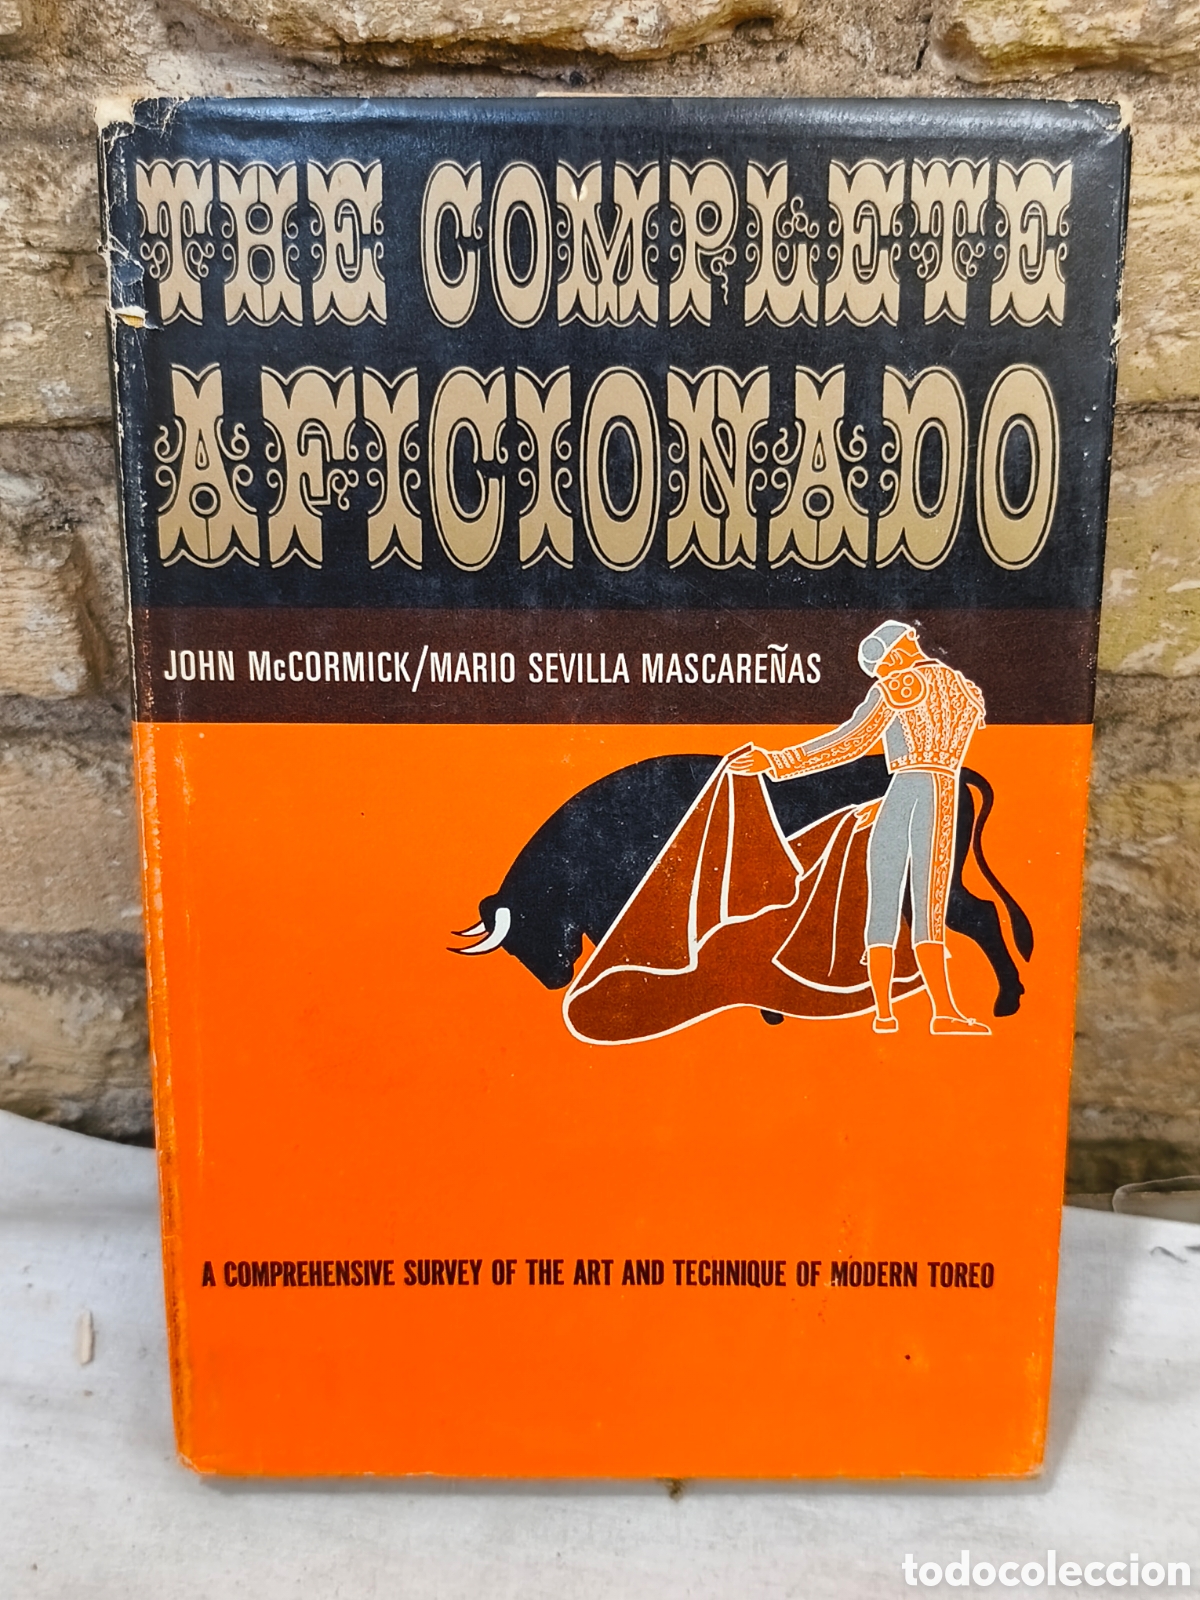 THE COMPLETE
AFICIONADO
JOHN McCORMICK/MARIO SEVILLA MASCAREÑAS
A COMPREHENSIVE SURVEY OF THE ART AND TECHNIQUE OF MODERN TOREO
todocoleccion